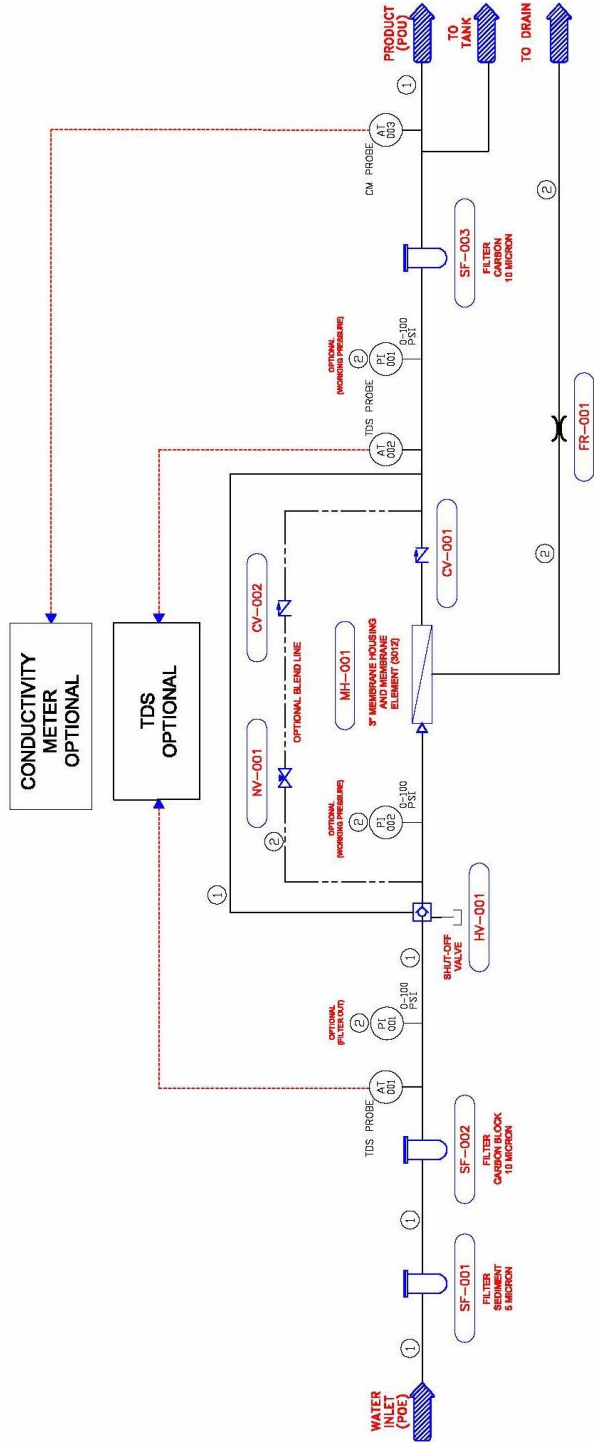 CONDUCTIVITY
METER
OPTIONAL
TDS
OPTIONAL
WATER
INLET
(POE)
1
SF-001
FILTER
SEDIMENT
5 MICRON
1
SF-002
FILTER
CARBON BLOCK
10 MICRON
TDS PROBE
AT
001
OPTIONAL
(FILTER OUT)
2
PI
001
0-100
PSI
1
SHUT-OFF
VALVE
HV-001
1
2
NV-001
OPTIONAL BLEND LINE
CV-002
OPTIONAL
(WORKING PRESSURE)
2
PI
002
0-100
PSI
MH-001
3" MEMBRANE HOUSING
AND MEMBRANE
ELEMENT (3012)
CV-001
TDS PROBE
AT
002
OPTIONAL
(WORKING PRESSURE)
2
PI
001
0-100
PSI
SF-003
FILTER
CARBON
10 MICRON
CM PROBE
AT
003
1
PRODUCT
(POU)
TO
TANK
TO DRAIN
2
FR-001
2